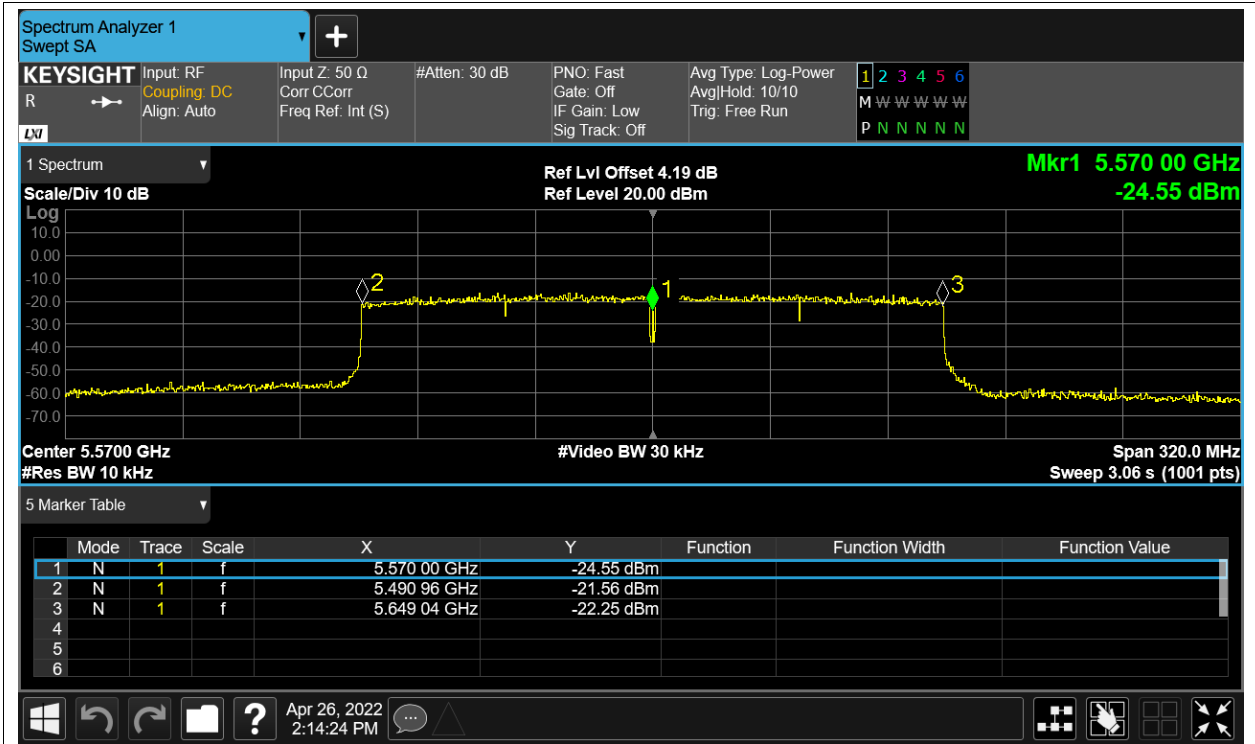 Spectrum Analyzer 1
Swept SA
+
KEYSIGHT
R
LXI
Input: RF
Coupling: DC
Align: Auto
Input Z: 50 Ω
Corr CCorr
Freq Ref: Int (S)
#Atten: 30 dB
PNO: Fast
Gate: Off
IF Gain: Low
Sig Track: Off
Avg Type: Log-Power
Avg|Hold: 10/10
Trig: Free Run
1 2 3 4 5 6
M W W W W W
P N N N N N
1 Spectrum
Scale/Div 10 dB
Ref Lvl Offset 4.19 dB
Ref Level 20.00 dBm
Mkr1 5.570 00 GHz
-24.55 dBm
Log
10.0
0.00
-10.0
-20.0
-30.0
-40.0
-50.0
-60.0
-70.0
2
1
3
Center 5.5700 GHz
#Video BW 30 kHz
Span 320.0 MHz
#Res BW 10 kHz
Sweep 3.06 s (1001 pts)
5 Marker Table
Mode Trace Scale X Y Function Function Width Function Value
1 N 1 f 5.570 00 GHz -24.55 dBm
2 N 1 f 5.490 96 GHz -21.56 dBm
3 N 1 f 5.649 04 GHz -22.25 dBm
4
5
6
?
Apr 26, 2022
2:14:24 PM